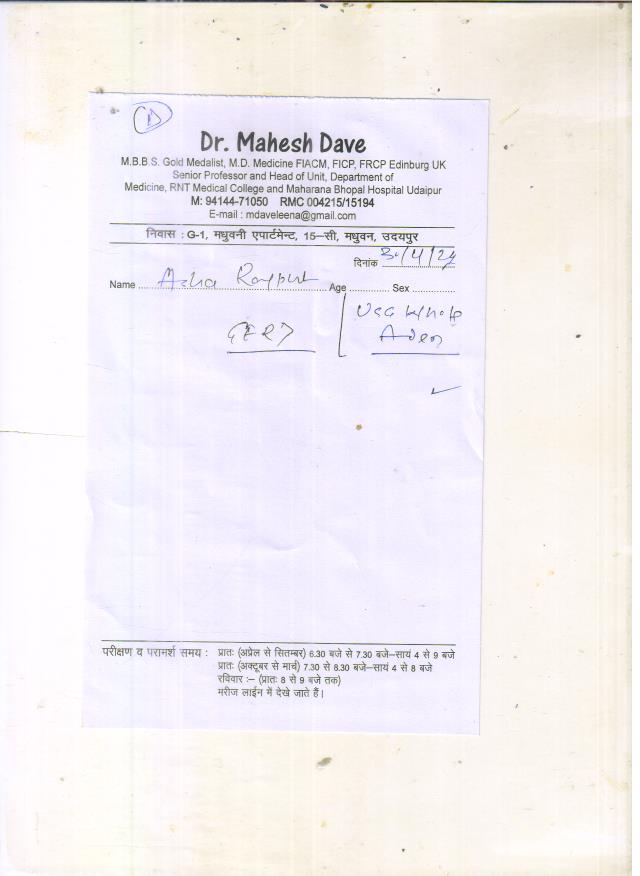 Dr. Mahesh Dave
M.B.B.S. Gold Medalist, M.D. Medicine FIACM, FICP, FRCP Edinburg UK
Senior Professor and Head of Unit, Department of
Medicine, RNT Medical College and Maharana Bhopal Hospital Udaipur
M: 94144-71050 RMC 004215/15194
E-mail : mdaveleena@gmail.com
निवास : G-1, मधुवनी एपार्टमेन्ट, 15–सी, मधुवन, उदयपुर
दिनांक 30/4/24
Name Asha Rajput Age Sex
GERD USG whole
Abdo
परीक्षण व परामर्श समय : प्रातः (अप्रेल से सितम्बर) 6.30 बजे से 7.30 बजे–सायं 4 से 9 बजे
प्रातः (अक्टूबर से मार्च) 7.30 से 8.30 बजे–सायं 4 से 8 बजे
रविवार :– (प्रातः 8 से 9 बजे तक)
मरीज लाईन में देखे जाते हैं।